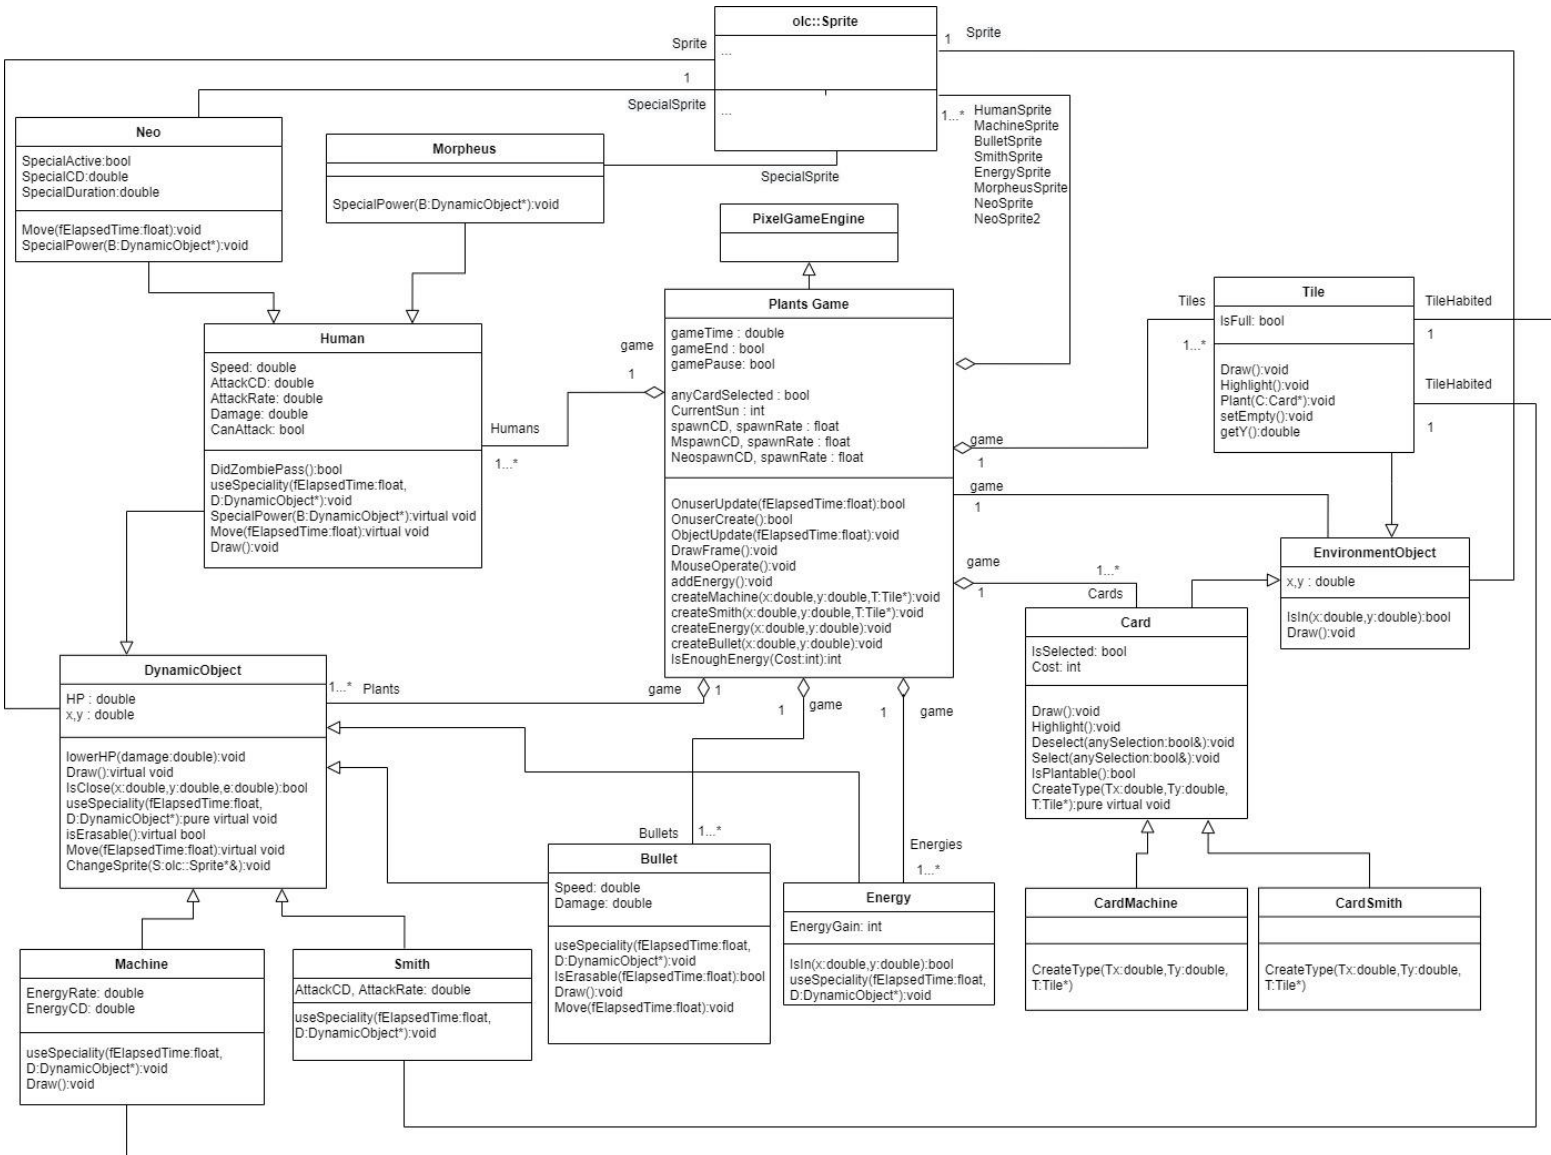 olc::Sprite
...
...
Sprite
1
SpecialSprite
1
Sprite
1...*
HumanSprite
MachineSprite
BulletSprite
SmithSprite
EnergySprite
MorpheusSprite
NeoSprite
NeoSprite2
SpecialSprite
Neo
SpecialActive:bool
SpecialCD:double
SpecialDuration:double
Move(fElapsedTime:float):void
SpecialPower(B:DynamicObject*):void
Morpheus
SpecialPower(B:DynamicObject*):void
PixelGameEngine
Human
Speed: double
AttackCD: double
AttackRate: double
Damage: double
CanAttack: bool
DidZombiePass():bool
useSpeciality(fElapsedTime:float,
D:DynamicObject*):void
SpecialPower(B:DynamicObject*):virtual void
Move(fElapsedTime:float):virtual void
Draw():void
game
1
Humans
1...*
Plants Game
gameTime : double
gameEnd : bool
gamePause: bool
anyCardSelected : bool
CurrentSun : int
spawnCD, spawnRate : float
MspawnCD, spawnRate : float
NeospawnCD, spawnRate : float
OnuserUpdate(fElapsedTime:float):bool
OnuserCreate():bool
ObjectUpdate(fElapsedTime:float):void
DrawFrame():void
MouseOperate():void
addEnergy():void
createMachine(x:double,y:double,T:Tile*):void
createSmith(x:double,y:double,T:Tile*):void
createEnergy(x:double,y:double):void
createBullet(x:double,y:double):void
IsEnoughEnergy(Cost:int):int
Tiles
1...*
game
1
game
1
game
1
1...*
Cards
Tile
IsFull: bool
Draw():void
Highlight():void
Plant(C:Card*):void
setEmpty():void
getY():double
TileHabited
1
TileHabited
1
EnvironmentObject
x,y : double
IsIn(x:double,y:double):bool
Draw():void
Card
IsSelected: bool
Cost: int
Draw():void
Highlight():void
Deselect(anySelection:bool&):void
Select(anySelection:bool&):void
IsPlantable():bool
CreateType(Tx:double,Ty:double,
T:Tile*):pure virtual void
DynamicObject
HP : double
x,y : double
lowerHP(damage:double):void
Draw():virtual void
IsClose(x:double,y:double,e:double):bool
useSpeciality(fElapsedTime:float,
D:DynamicObject*):pure virtual void
isErasable():virtual bool
Move(fElapsedTime:float):virtual void
ChangeSprite(S:olc::Sprite*&):void
1...* Plants
game 1
1 game
1 game
Bullets 1...*
Energies
1...*
Bullet
Speed: double
Damage: double
useSpeciality(fElapsedTime:float,
D:DynamicObject*):void
IsErasable(fElapsedTime:float):bool
Draw():void
Move(fElapsedTime:float):void
Energy
EnergyGain: int
IsIn(x:double,y:double):bool
useSpeciality(fElapsedTime:float,
D:DynamicObject*):void
CardMachine
CreateType(Tx:double,Ty:double,
T:Tile*)
CardSmith
CreateType(Tx:double,Ty:double,
T:Tile*)
Machine
EnergyRate: double
EnergyCD: double
useSpeciality(fElapsedTime:float,
D:DynamicObject*):void
Draw():void
Smith
AttackCD, AttackRate: double
useSpeciality(fElapsedTime:float,
D:DynamicObject*):void